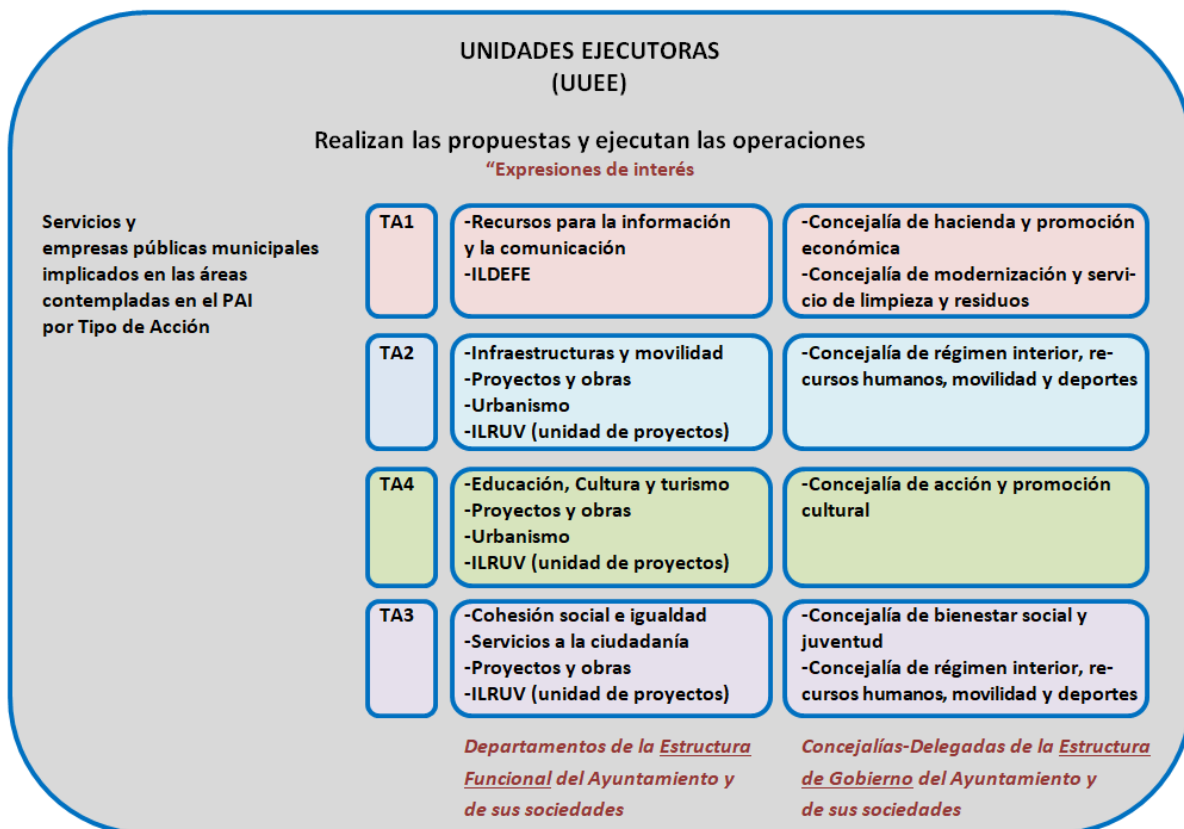 UNIDADES EJECUTORAS
(UUEE)
Realizan las propuestas y ejecutan las operaciones
“Expresiones de interés
Servicios y
empresas públicas municipales
implicados en las áreas
contempladas en el PAI
por Tipo de Acción
TA1
-Recursos para la información
y la comunicación
-ILDEFE
-Concejalía de hacienda y promoción
económica
-Concejalía de modernización y servi-
cio de limpieza y residuos
TA2
-Infraestructuras y movilidad
-Proyectos y obras
-Urbanismo
-ILRUV (unidad de proyectos)
-Concejalía de régimen interior, re-
cursos humanos, movilidad y deportes
TA4
-Educación, Cultura y turismo
-Proyectos y obras
-Urbanismo
-ILRUV (unidad de proyectos)
-Concejalía de acción y promoción
cultural
TA3
-Cohesión social e igualdad
-Servicios a la ciudadanía
-Proyectos y obras
-ILRUV (unidad de proyectos)
-Concejalía de bienestar social y
juventud
-Concejalía de régimen interior, re-
cursos humanos, movilidad y deportes
Departamentos de la Estructura
Funcional del Ayuntamiento y
de sus sociedades
Concejalías-Delegadas de la Estructura
de Gobierno del Ayuntamiento y
de sus sociedades